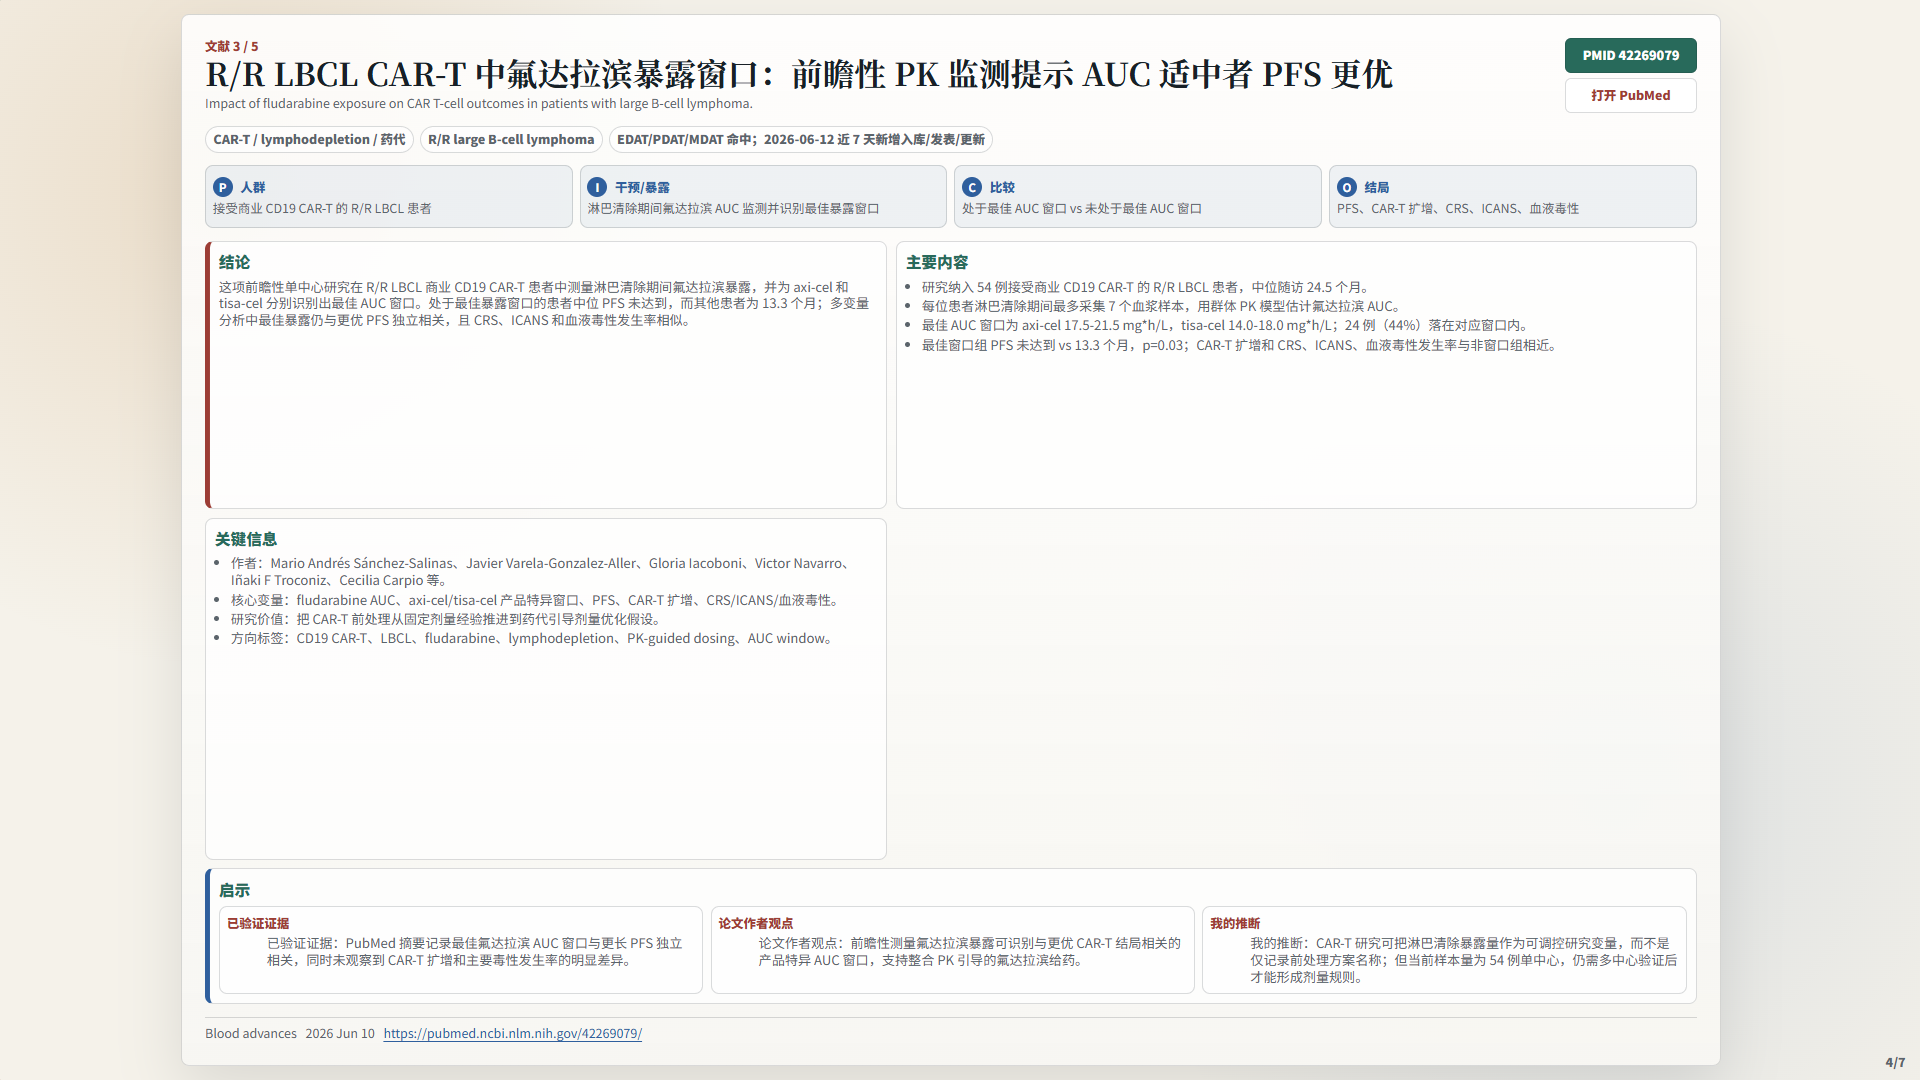 文献 3 / 5
R/R LBCL CAR-T 中氟达拉滨暴露窗口：前瞻性 PK 监测提示 AUC 适中者 PFS 更优
Impact of fludarabine exposure on CAR T-cell outcomes in patients with large B-cell lymphoma.
PMID 42269079
打开 PubMed
CAR-T / lymphodepletion / 药代
R/R large B-cell lymphoma
EDAT/PDAT/MDAT 命中；2026-06-12 近 7 天新增入库/发表/更新
P 人群
接受商业 CD19 CAR-T 的 R/R LBCL 患者
I 干预/暴露
淋巴清除期间氟达拉滨 AUC 监测并识别最佳暴露窗口
C 比较
处于最佳 AUC 窗口 vs 未处于最佳 AUC 窗口
O 结局
PFS、CAR-T 扩增、CRS、ICANS、血液毒性
结论
这项前瞻性单中心研究在 R/R LBCL 商业 CD19 CAR-T 患者中测量淋巴清除期间氟达拉滨暴露，并为 axi-cel 和
tisa-cel 分别识别出最佳 AUC 窗口。处于最佳暴露窗口的患者中位 PFS 未达到，而其他患者为 13.3 个月；多变量
分析中最佳暴露仍与更优 PFS 独立相关，且 CRS、ICANS 和血液毒性发生率相似。
主要内容
研究纳入 54 例接受商业 CD19 CAR-T 的 R/R LBCL 患者，中位随访 24.5 个月。
每位患者淋巴清除期间最多采集 7 个血浆样本，用群体 PK 模型估计氟达拉滨 AUC。
最佳 AUC 窗口为 axi-cel 17.5-21.5 mg*h/L，tisa-cel 14.0-18.0 mg*h/L；24 例（44%）落在对应窗口内。
最佳窗口组 PFS 未达到 vs 13.3 个月，p=0.03；CAR-T 扩增和 CRS、ICANS、血液毒性发生率与非窗口组相近。
关键信息
作者：Mario Andrés Sánchez-Salinas、Javier Varela-Gonzalez-Aller、Gloria Iacoboni、Victor Navarro、
Iñaki F Troconiz、Cecilia Carpio 等。
核心变量：fludarabine AUC、axi-cel/tisa-cel 产品特异窗口、PFS、CAR-T 扩增、CRS/ICANS/血液毒性。
研究价值：把 CAR-T 前处理从固定剂量经验推进到药代引导剂量优化假设。
方向标签：CD19 CAR-T、LBCL、fludarabine、lymphodepletion、PK-guided dosing、AUC window。
启示
已验证证据
已验证证据：PubMed 摘要记录最佳氟达拉滨 AUC 窗口与更长 PFS 独立
相关，同时未观察到 CAR-T 扩增和主要毒性发生率的明显差异。
论文作者观点
论文作者观点：前瞻性测量氟达拉滨暴露可识别与更优 CAR-T 结局相关的
产品特异 AUC 窗口，支持整合 PK 引导的氟达拉滨给药。
我的推断
我的推断：CAR-T 研究可把淋巴清除暴露量作为可调控研究变量，而不是
仅记录前处理方案名称；但当前样本量为 54 例单中心，仍需多中心验证后
才能形成剂量规则。
Blood advances 2026 Jun 10 https://pubmed.ncbi.nlm.nih.gov/42269079/
4/7